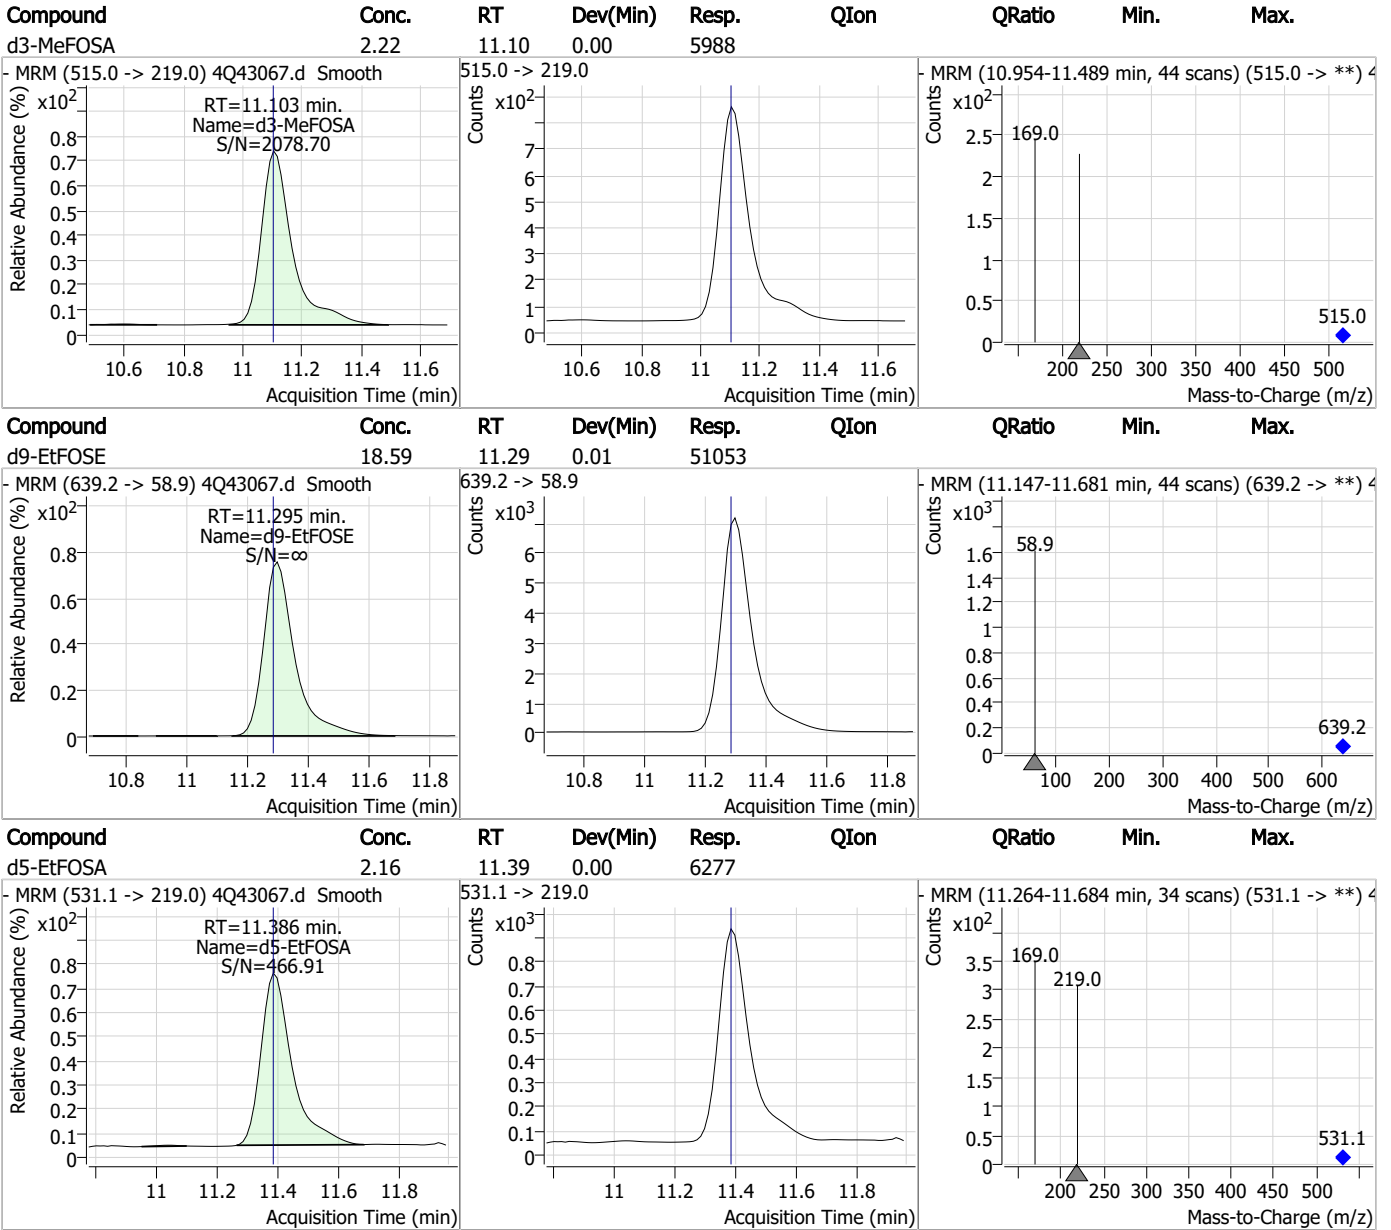 Compound Conc. RT Dev(Min) Resp. QIon QRatio Min. Max.
d3-MeFOSA 2.22 11.10 0.00 5988
- MRM (515.0 -> 219.0) 4Q43067.d Smooth
Relative Abundance (%)
x10²
RT=11.103 min.
Name=d3-MeFOSA
S/N=2078.70
0.8
0.7
0.6
0.5
0.4
0.3
0.2
0.1
0
10.6 10.8 11 11.2 11.4 11.6
Acquisition Time (min)
515.0 -> 219.0
Counts
x10²
7
6
5
4
3
2
1
0
10.6 10.8 11 11.2 11.4 11.6
Acquisition Time (min)
- MRM (10.954-11.489 min, 44 scans) (515.0 -> **) 4
Counts
x10²
2.5
2
1.5
1
0.5
0
169.0
515.0
200 250 300 350 400 450 500
Mass-to-Charge (m/z)
Compound Conc. RT Dev(Min) Resp. QIon QRatio Min. Max.
d9-EtFOSE 18.59 11.29 0.01 51053
- MRM (639.2 -> 58.9) 4Q43067.d Smooth
Relative Abundance (%)
x10²
RT=11.295 min.
Name=d9-EtFOSE
S/N=∞
0.8
0.6
0.4
0.2
0
10.8 11 11.2 11.4 11.6 11.8
Acquisition Time (min)
639.2 -> 58.9
Counts
x10³
6
5
4
3
2
1
0
10.8 11 11.2 11.4 11.6 11.8
Acquisition Time (min)
- MRM (11.147-11.681 min, 44 scans) (639.2 -> **) 4
Counts
x10³
1.6
1.4
1.2
1
0.8
0.6
0.4
0.2
0
58.9
639.2
100 200 300 400 500 600
Mass-to-Charge (m/z)
Compound Conc. RT Dev(Min) Resp. QIon QRatio Min. Max.
d5-EtFOSA 2.16 11.39 0.00 6277
- MRM (531.1 -> 219.0) 4Q43067.d Smooth
Relative Abundance (%)
x10²
RT=11.386 min.
Name=d5-EtFOSA
S/N=466.91
0.8
0.7
0.6
0.5
0.4
0.3
0.2
0.1
0
11 11.2 11.4 11.6 11.8
Acquisition Time (min)
531.1 -> 219.0
Counts
x10³
0.8
0.7
0.6
0.5
0.4
0.3
0.2
0.1
11 11.2 11.4 11.6 11.8
Acquisition Time (min)
- MRM (11.264-11.684 min, 34 scans) (531.1 -> **) 4
Counts
x10²
3.5
3
2.5
2
1.5
1
0.5
0
169.0
219.0
531.1
200 250 300 350 400 450 500
Mass-to-Charge (m/z)